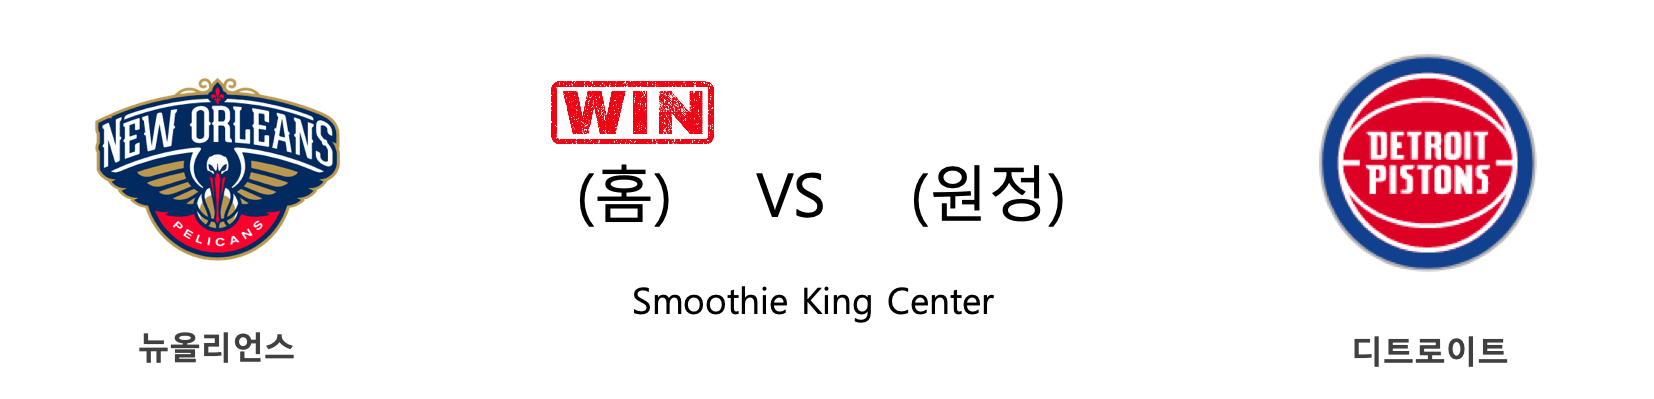 NEW ORLEANS
PELICANS
뉴올리언스
WIN
(홈) VS (원정)
Smoothie King Center
DETROIT
PISTONS
디트로이트